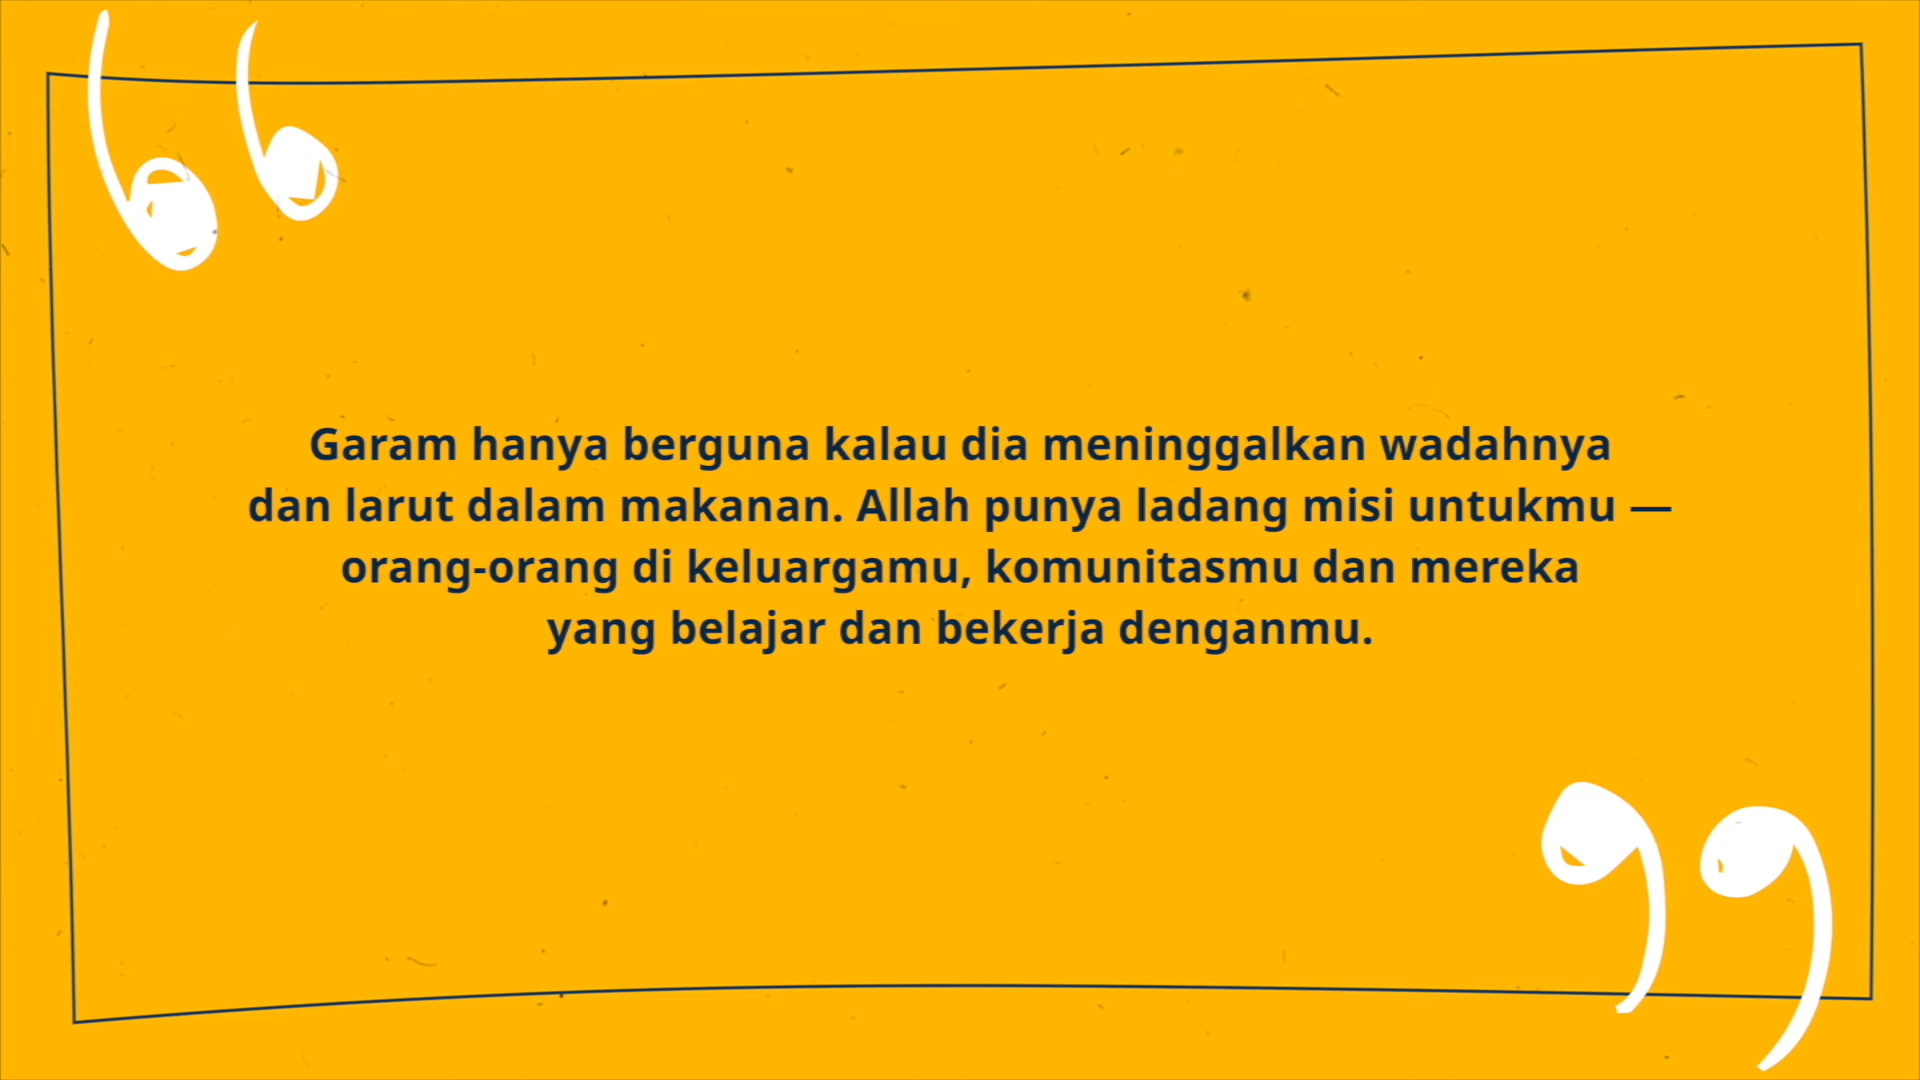 Garam hanya berguna kalau dia meninggalkan wadahnya
dan larut dalam makanan. Allah punya ladang misi untukmu —
orang-orang di keluargamu, komunitasmu dan mereka
yang belajar dan bekerja denganmu.